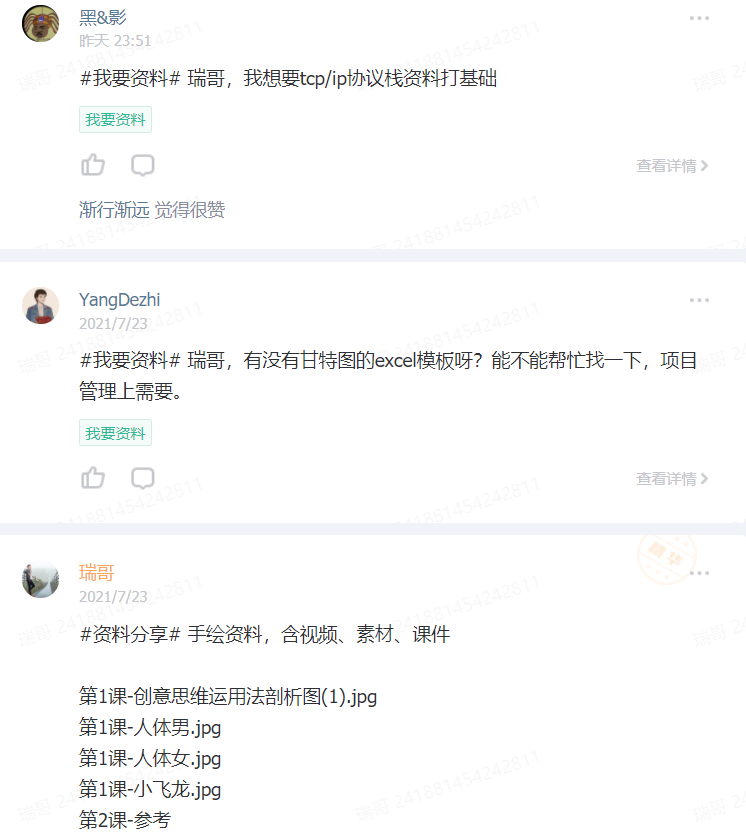 黑&影
昨天 23:51
#我要资料# 瑞哥，我想要tcp/ip协议栈资料打基础
我要资料
查看详情
渐行渐远 觉得很赞
YangDezhi
2021/7/23
#我要资料# 瑞哥，有没有甘特图的excel模板呀？能不能帮忙找一下，项目
管理上需要。
我要资料
查看详情
精华
瑞哥
2021/7/23
#资料分享# 手绘资料，含视频、素材、课件
第1课-创意思维运用法剖析图(1).jpg
第1课-人体男.jpg
第1课-人体女.jpg
第1课-小飞龙.jpg
第2课-参考
瑞哥 241881454242811